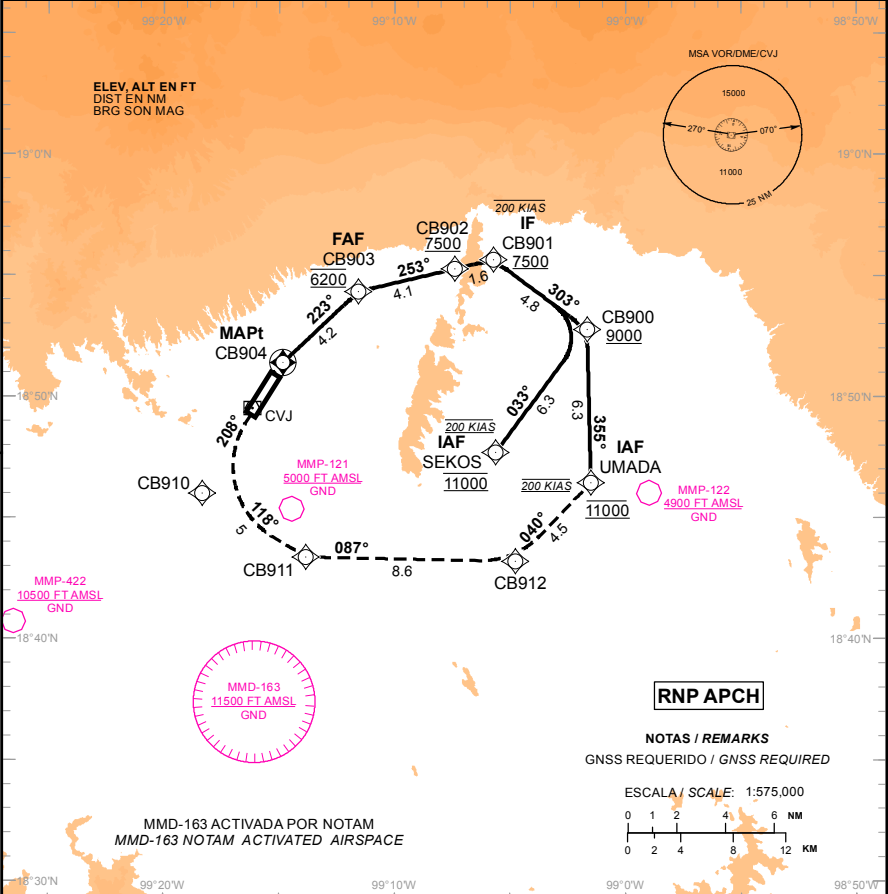 99°20'W
99°10'W
99°0'W
98°50'W
ELEV, ALT EN FT
DIST EN NM
BRG SON MAG
MSA VOR/DME/CVJ
15000
270°
070°
11000
25 NM
19°0'N
19°0'N
200 KIAS
IF
CB901
7500
CB902
7500
FAF
CB903
6200
253°
4.1
1.6
303°
4.8
CB900
9000
223°
4.2
MAPt
CB904
18°50'N
18°50'N
CVJ
208°
033°
6.3
6.3
355°
200 KIAS
IAF
SEKOS
11000
IAF
UMADA
200 KIAS
11000
MMP-121
5000 FT AMSL
GND
MMP-122
4900 FT AMSL
GND
CB910
118°
5
040°
4.5
087°
8.6
CB911
CB912
MMP-422
10500 FT AMSL
GND
18°40'N
18°40'N
MMD-163
11500 FT AMSL
GND
RNP APCH
NOTAS / REMARKS
GNSS REQUERIDO / GNSS REQUIRED
ESCALA / SCALE: 1:575,000
0 1 2 4 6 NM
0 2 4 8 12 KM
MMD-163 ACTIVADA POR NOTAM
MMD-163 NOTAM ACTIVATED AIRSPACE
18°30'N
18°30'N
99°20'W
99°10'W
99°0'W
98°50'W